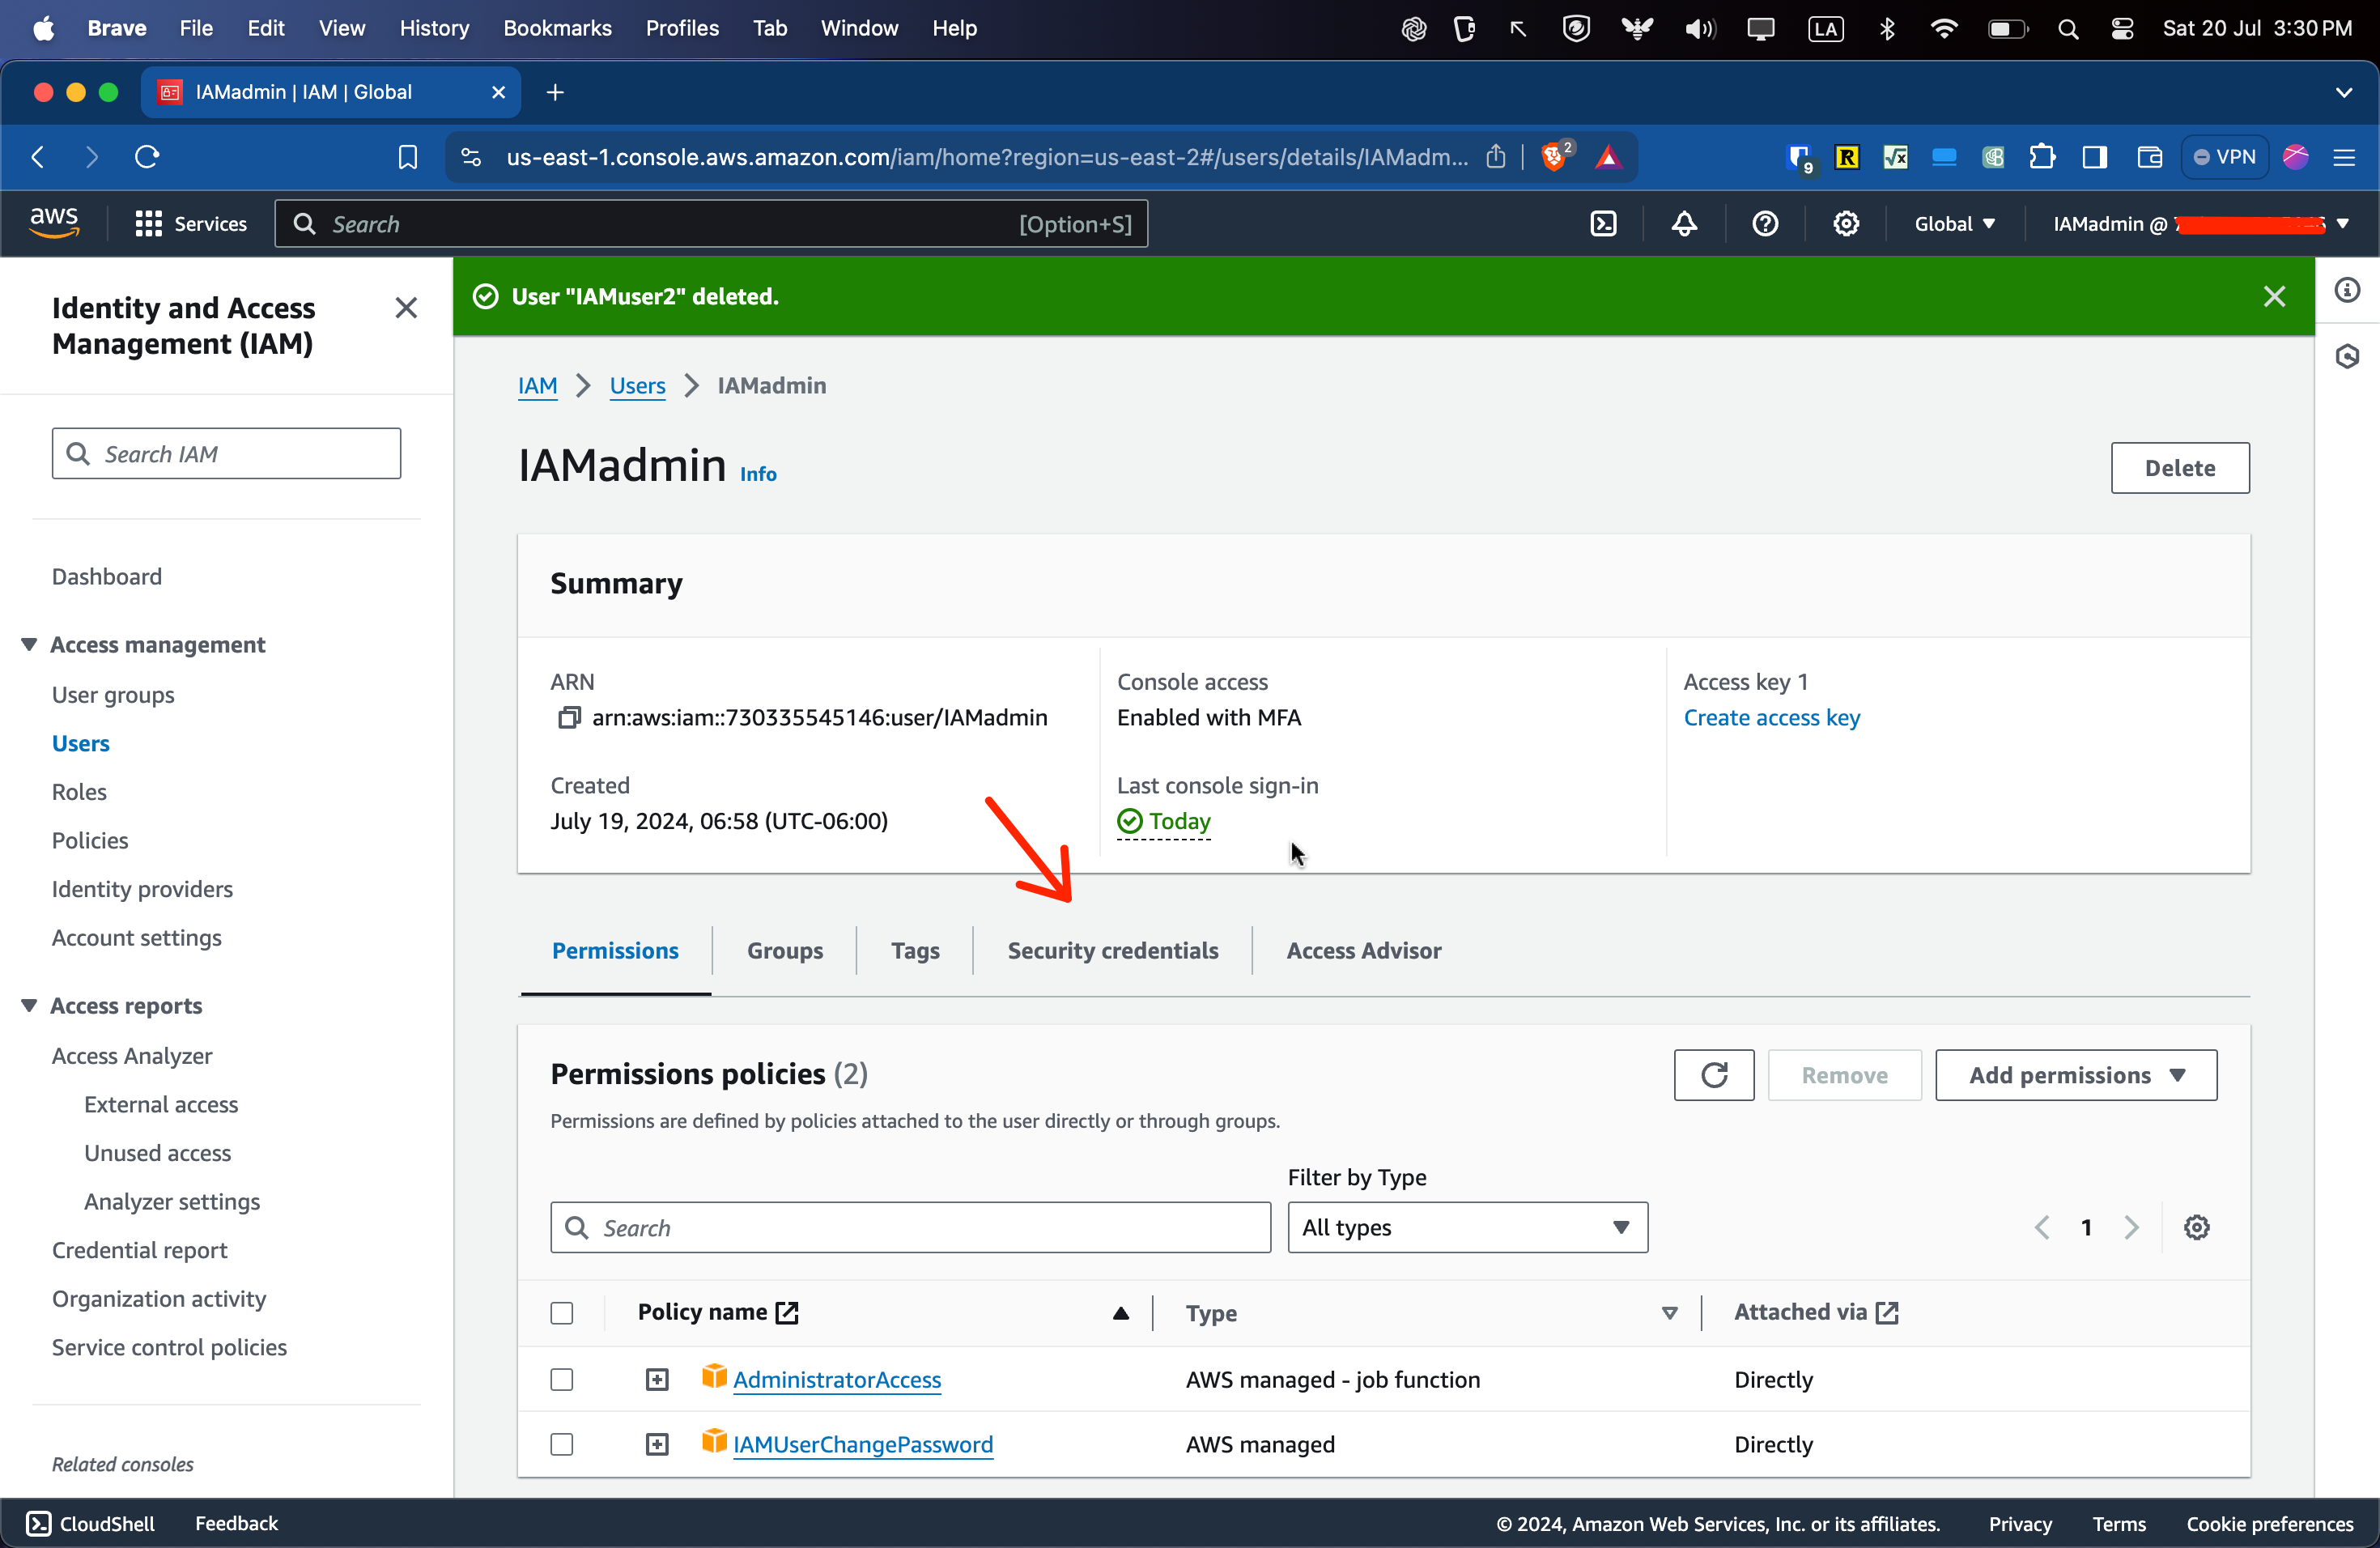 Brave File Edit View History Bookmarks Profiles Tab Window Help LA Sat 20 Jul 3:30 PM
IAMadmin | IAM | Global
us-east-1.console.aws.amazon.com/iam/home?region=us-east-2#/users/details/IAMadm... 2 9 R √x VPN
aws Services Search [Option+S] Global IAMadmin @
Identity and Access
Management (IAM)
Search IAM
Dashboard
Access management
User groups
Users
Roles
Policies
Identity providers
Account settings
Access reports
Access Analyzer
External access
Unused access
Analyzer settings
Credential report
Organization activity
Service control policies
Related consoles
User "IAMuser2" deleted.
IAM Users IAMadmin
IAMadmin Info
Delete
Summary
ARN
arn:aws:iam::730335545146:user/IAMadmin
Created
July 19, 2024, 06:58 (UTC-06:00)
Console access
Enabled with MFA
Last console sign-in
Today
Access key 1
Create access key
Permissions Groups Tags Security credentials Access Advisor
Permissions policies (2)
Remove Add permissions
Permissions are defined by policies attached to the user directly or through groups.
Filter by Type
Search All types 1
Policy name Type Attached via
AdministratorAccess AWS managed - job function Directly
IAMUserChangePassword AWS managed Directly
CloudShell Feedback © 2024, Amazon Web Services, Inc. or its affiliates. Privacy Terms Cookie preferences